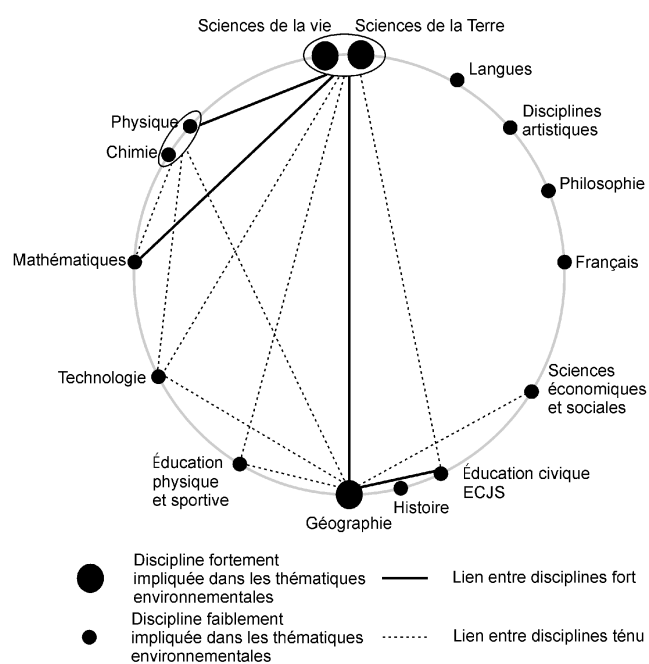 Sciences de la vie
Sciences de la Terre
Langues
Disciplines
artistiques
Philosophie
Français
Sciences
économiques
et sociales
Éducation civique
ECJS
Histoire
Géographie
Éducation
physique
et sportive
Technologie
Mathématiques
Chimie
Physique
Discipline fortement
impliquée dans les thématiques
environnementales
Lien entre disciplines fort
Discipline faiblement
impliquée dans les thématiques
environnementales
Lien entre disciplines ténu